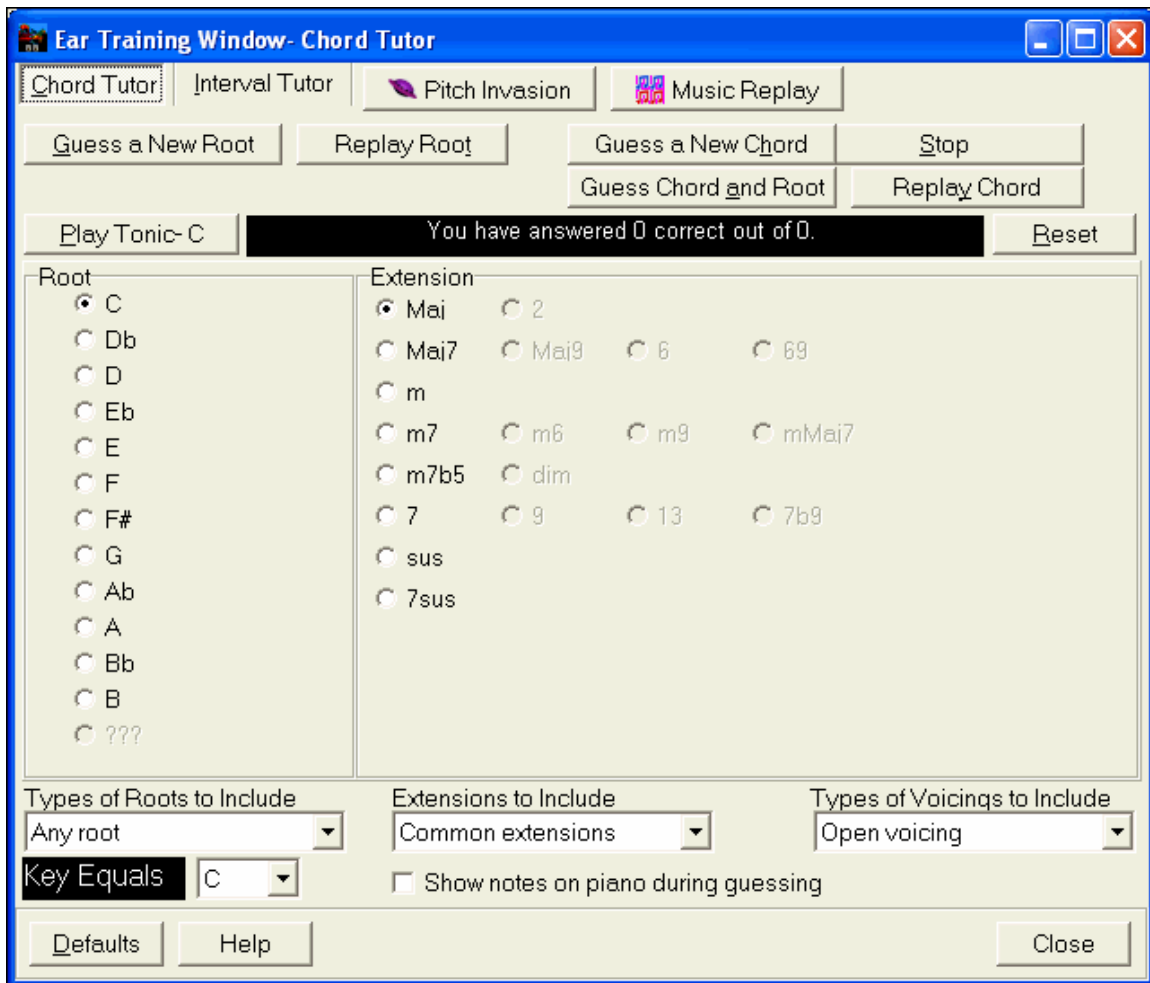 Ear Training Window- Chord Tutor
Chord Tutor Interval Tutor Pitch Invasion Music Replay
Guess a New Root Replay Root Guess a New Chord Stop
Guess Chord and Root Replay Chord
Play Tonic- C You have answered 0 correct out of 0. Reset
Root Extension
C Maj 2
Db Maj7 Maj9 6 69
D m
Eb m7 m6 m9 mMaj7
E m7b5 dim
F 7 9 13 7b9
F# sus
G 7sus
Ab
A
Bb
B
???
Types of Roots to Include Extensions to Include Types of Voicings to Include
Any root Common extensions Open voicing
Key Equals C Show notes on piano during guessing
Defaults Help Close